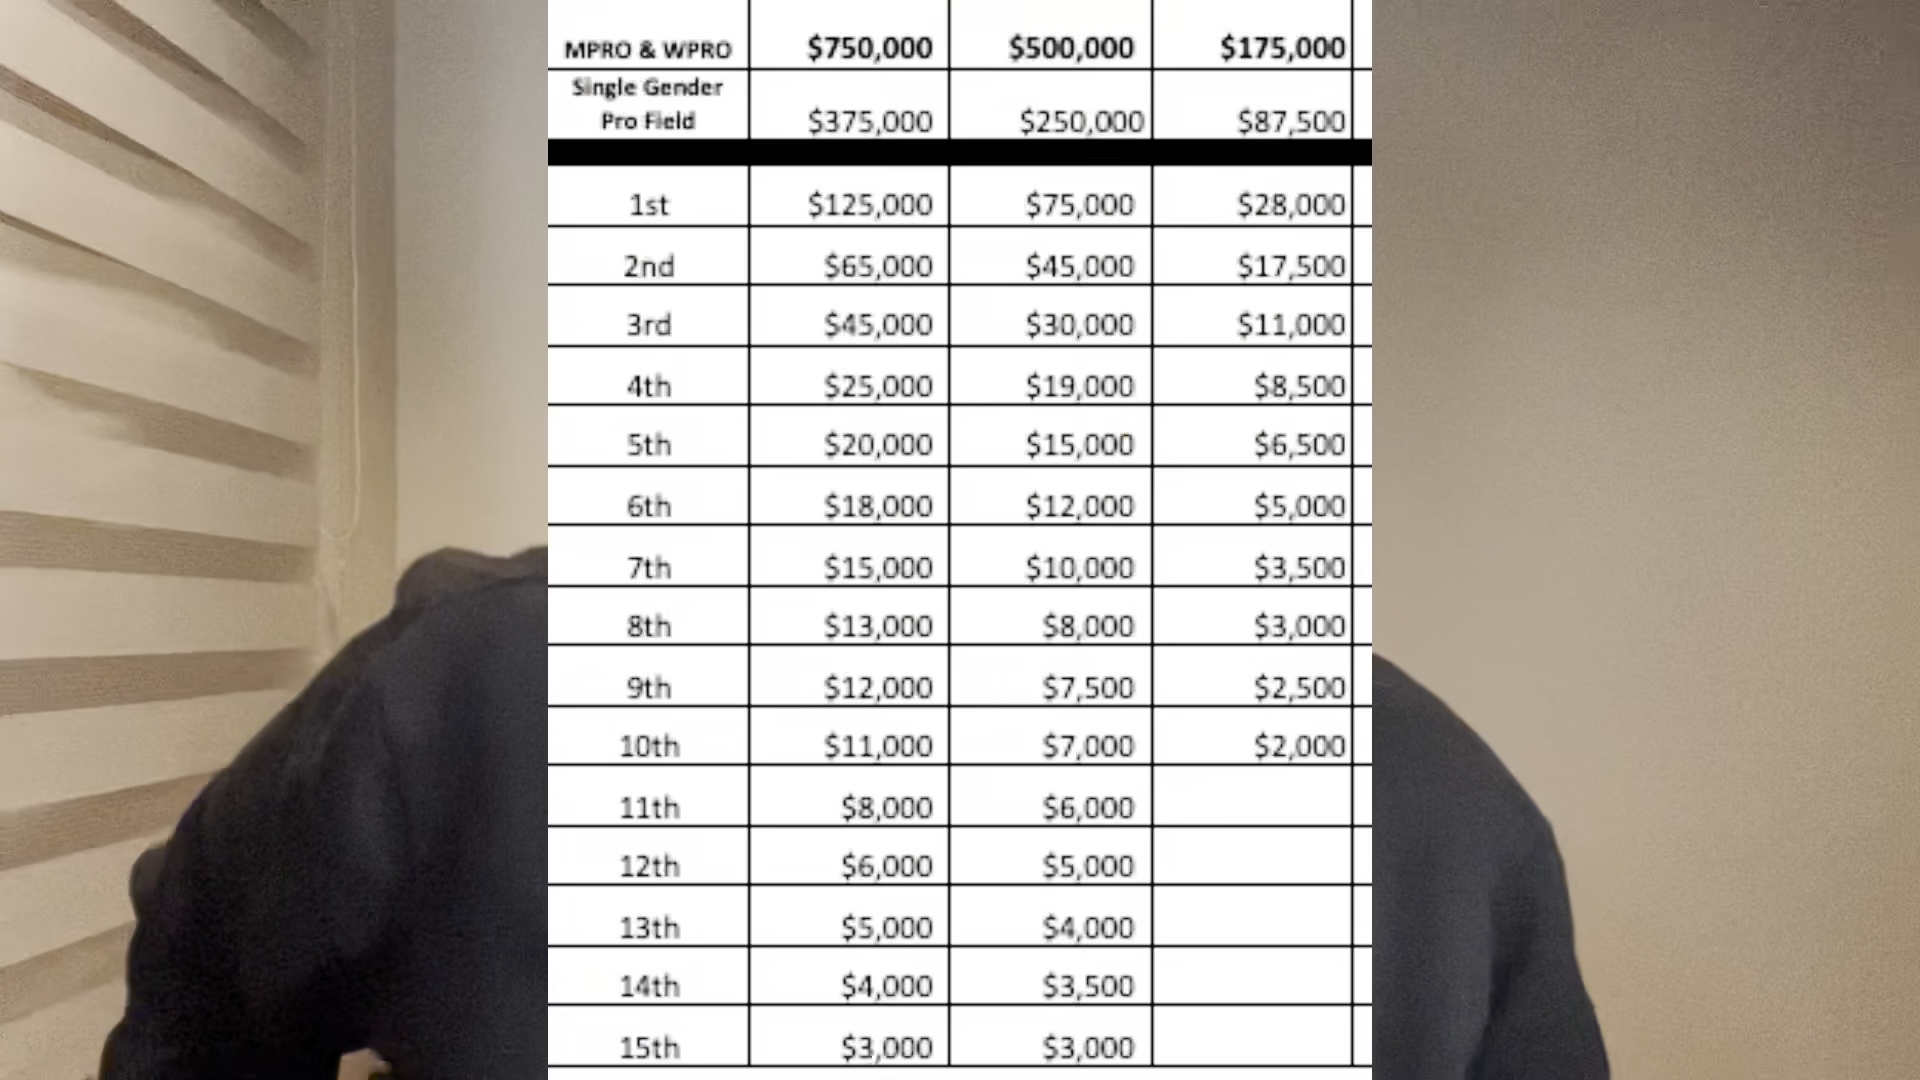 MPRO & WPRO $750,000 $500,000 $175,000
Single Gender
Pro Field $375,000 $250,000 $87,500
1st $125,000 $75,000 $28,000
2nd $65,000 $45,000 $17,500
3rd $45,000 $30,000 $11,000
4th $25,000 $19,000 $8,500
5th $20,000 $15,000 $6,500
6th $18,000 $12,000 $5,000
7th $15,000 $10,000 $3,500
8th $13,000 $8,000 $3,000
9th $12,000 $7,500 $2,500
10th $11,000 $7,000 $2,000
11th $8,000 $6,000
12th $6,000 $5,000
13th $5,000 $4,000
14th $4,000 $3,500
15th $3,000 $3,000